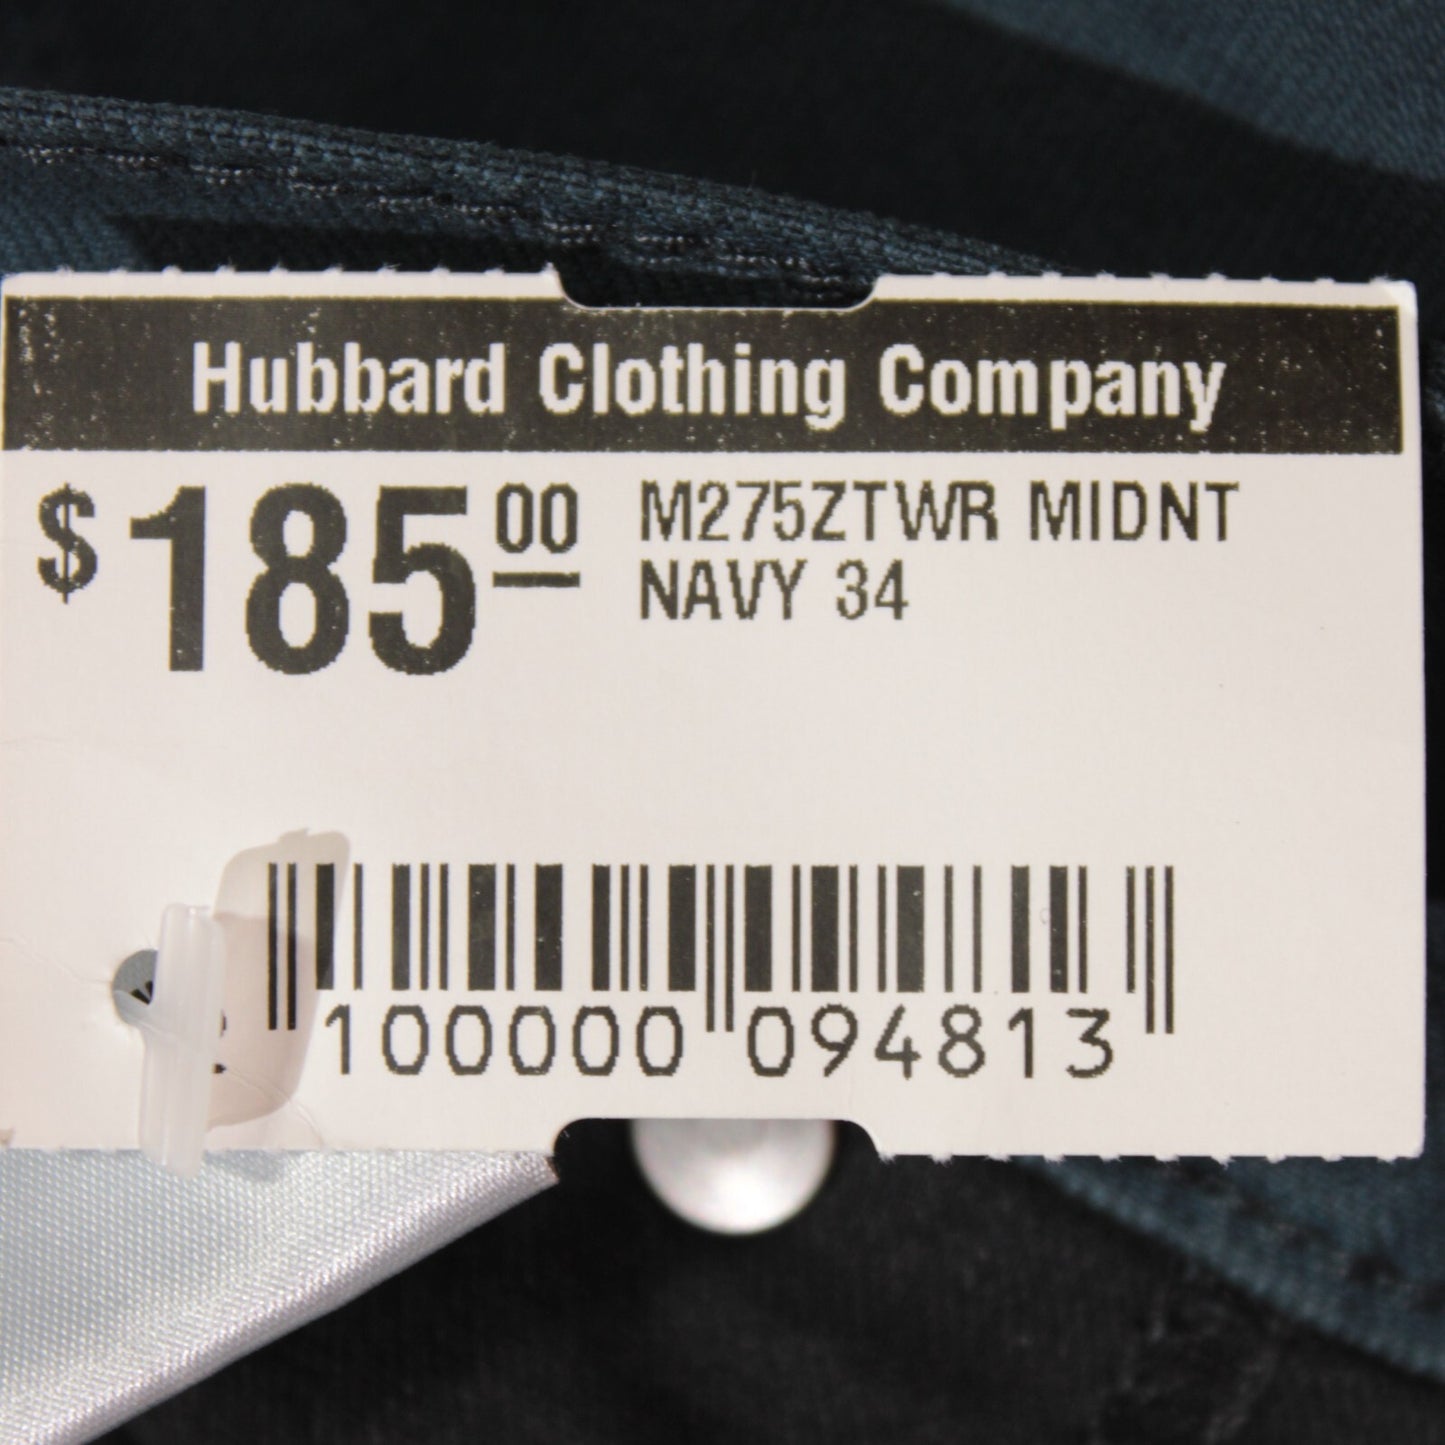 Hubbard Clothing Company
$185.00 M275ZTWR MIDNT
NAVY 34
100000 094813